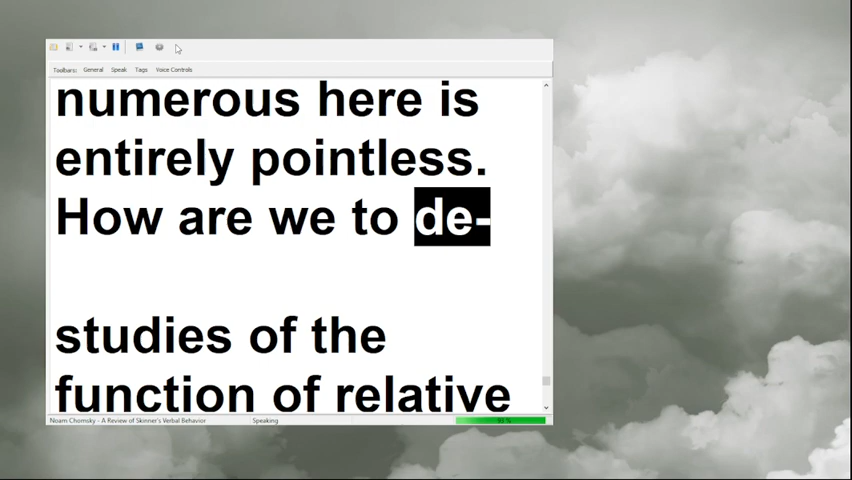 Toolbars: General Speak Tags Voice Controls
numerous here is
entirely pointless.
How are we to de-
studies of the
function of relative
Noam Chomsky - A Review of Skinner's Verbal Behavior Speaking